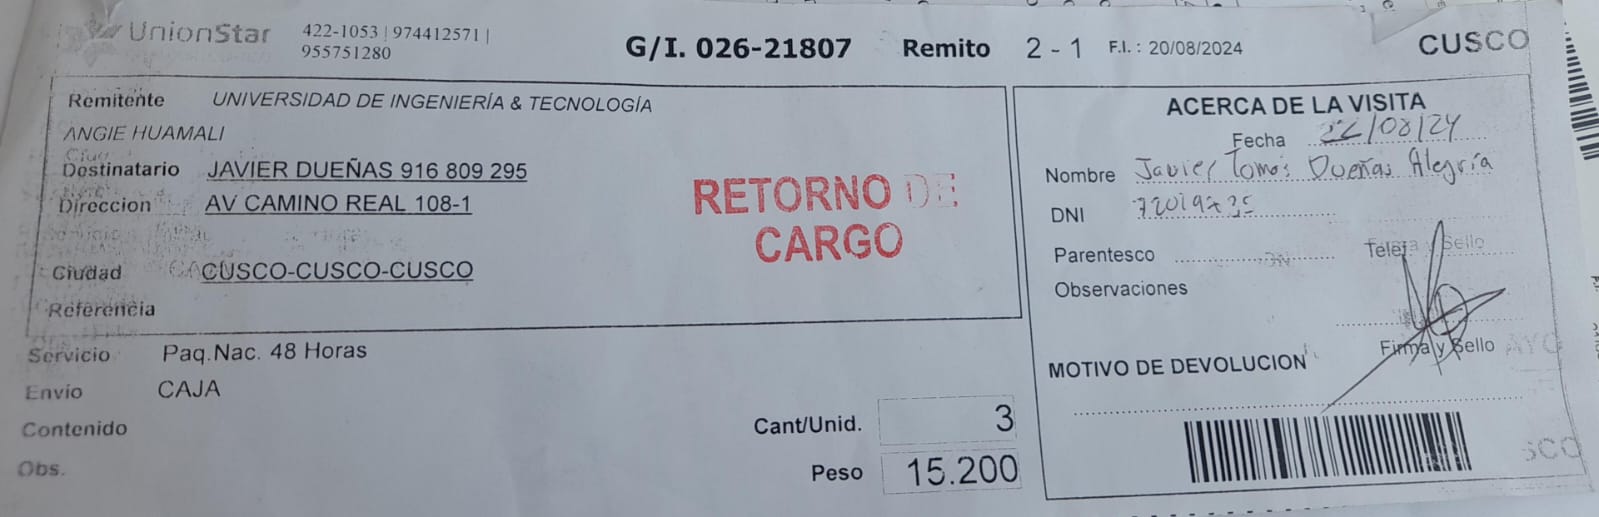 UnionStar
422-1053 | 974412571 |
955751280
G/I. 026-21807 Remito 2 - 1 F.I. : 20/08/2024 CUSCO
Remitente UNIVERSIDAD DE INGENIERÍA & TECNOLOGÍA
ANGIE HUAMALI
Destinatario JAVIER DUEÑAS 916 809 295
Direccion AV CAMINO REAL 108-1
Ciudad CUSCO-CUSCO-CUSCO
Referencia
RETORNO DE
CARGO
Servicio Paq.Nac. 48 Horas
Envio CAJA
Contenido
Obs.
Cant/Unid. 3
Peso 15.200
ACERCA DE LA VISITA
Fecha 22/08/24
Nombre Javier Tomás Dueñas Alegría
DNI
Parentesco
Observaciones
Firma y Sello
MOTIVO DE DEVOLUCION